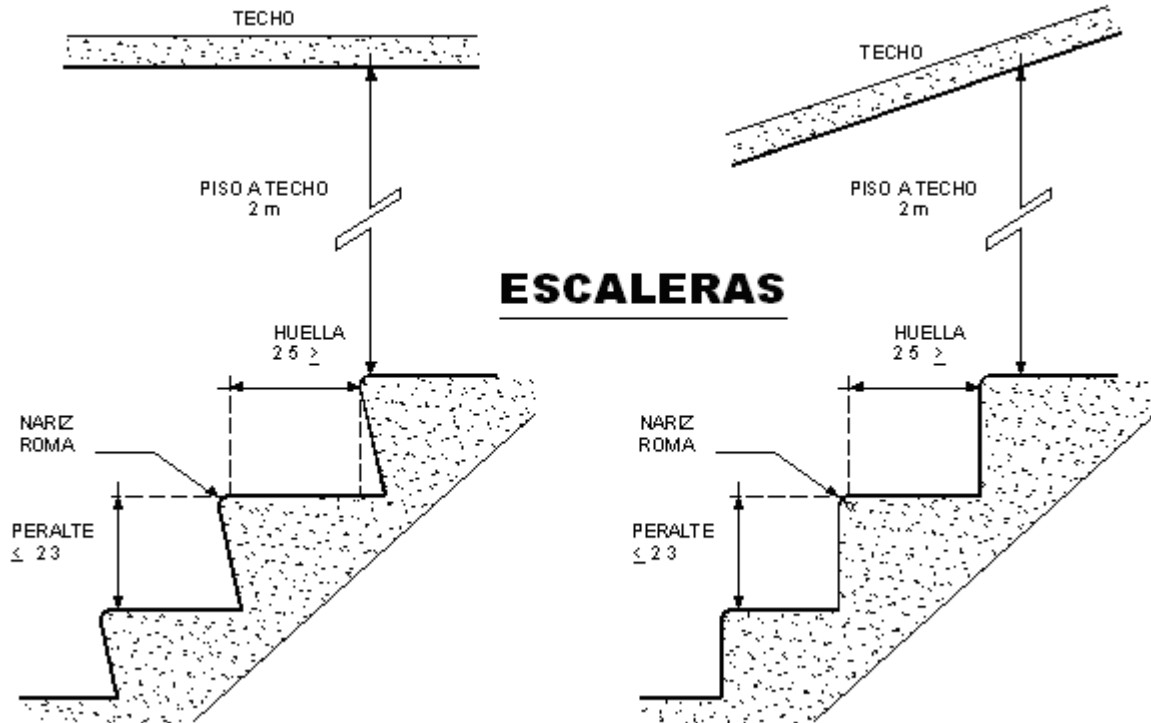 TECHO
PISO A TECHO
2 m
HUELLA
25 ≥
NARIZ
ROMA
PERALTE
≤ 23
ESCALERAS
TECHO
PISO A TECHO
2 m
HUELLA
25 ≥
NARIZ
ROMA
PERALTE
≤ 23